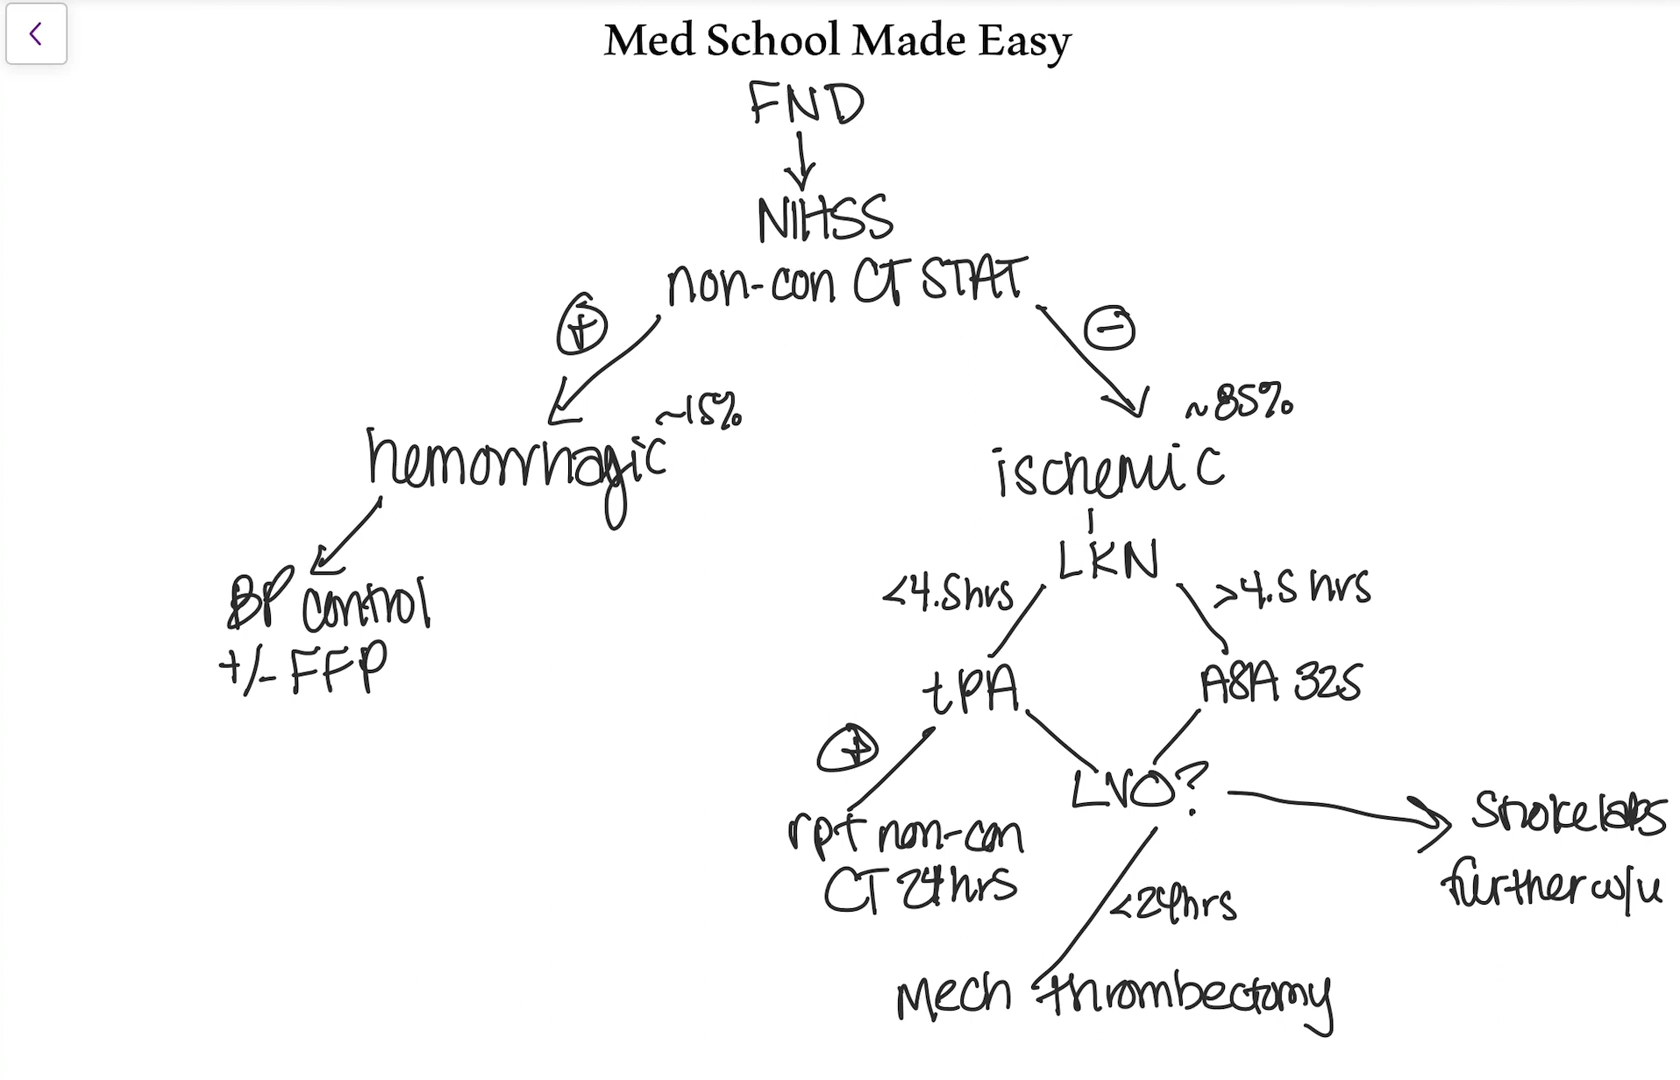 Med School Made Easy
FND
NIHSS
non-con CT STAT
+
-
~15%
~85%
hemorrhagic
ischemic
LKN
<4.5hrs
>4.5 hrs
BP control
+/- FFP
tPA
ASA 325
+
LVO?
rpt non-con
CT 24hrs
stroke labs
further w/u
<24hrs
Mech thrombectomy